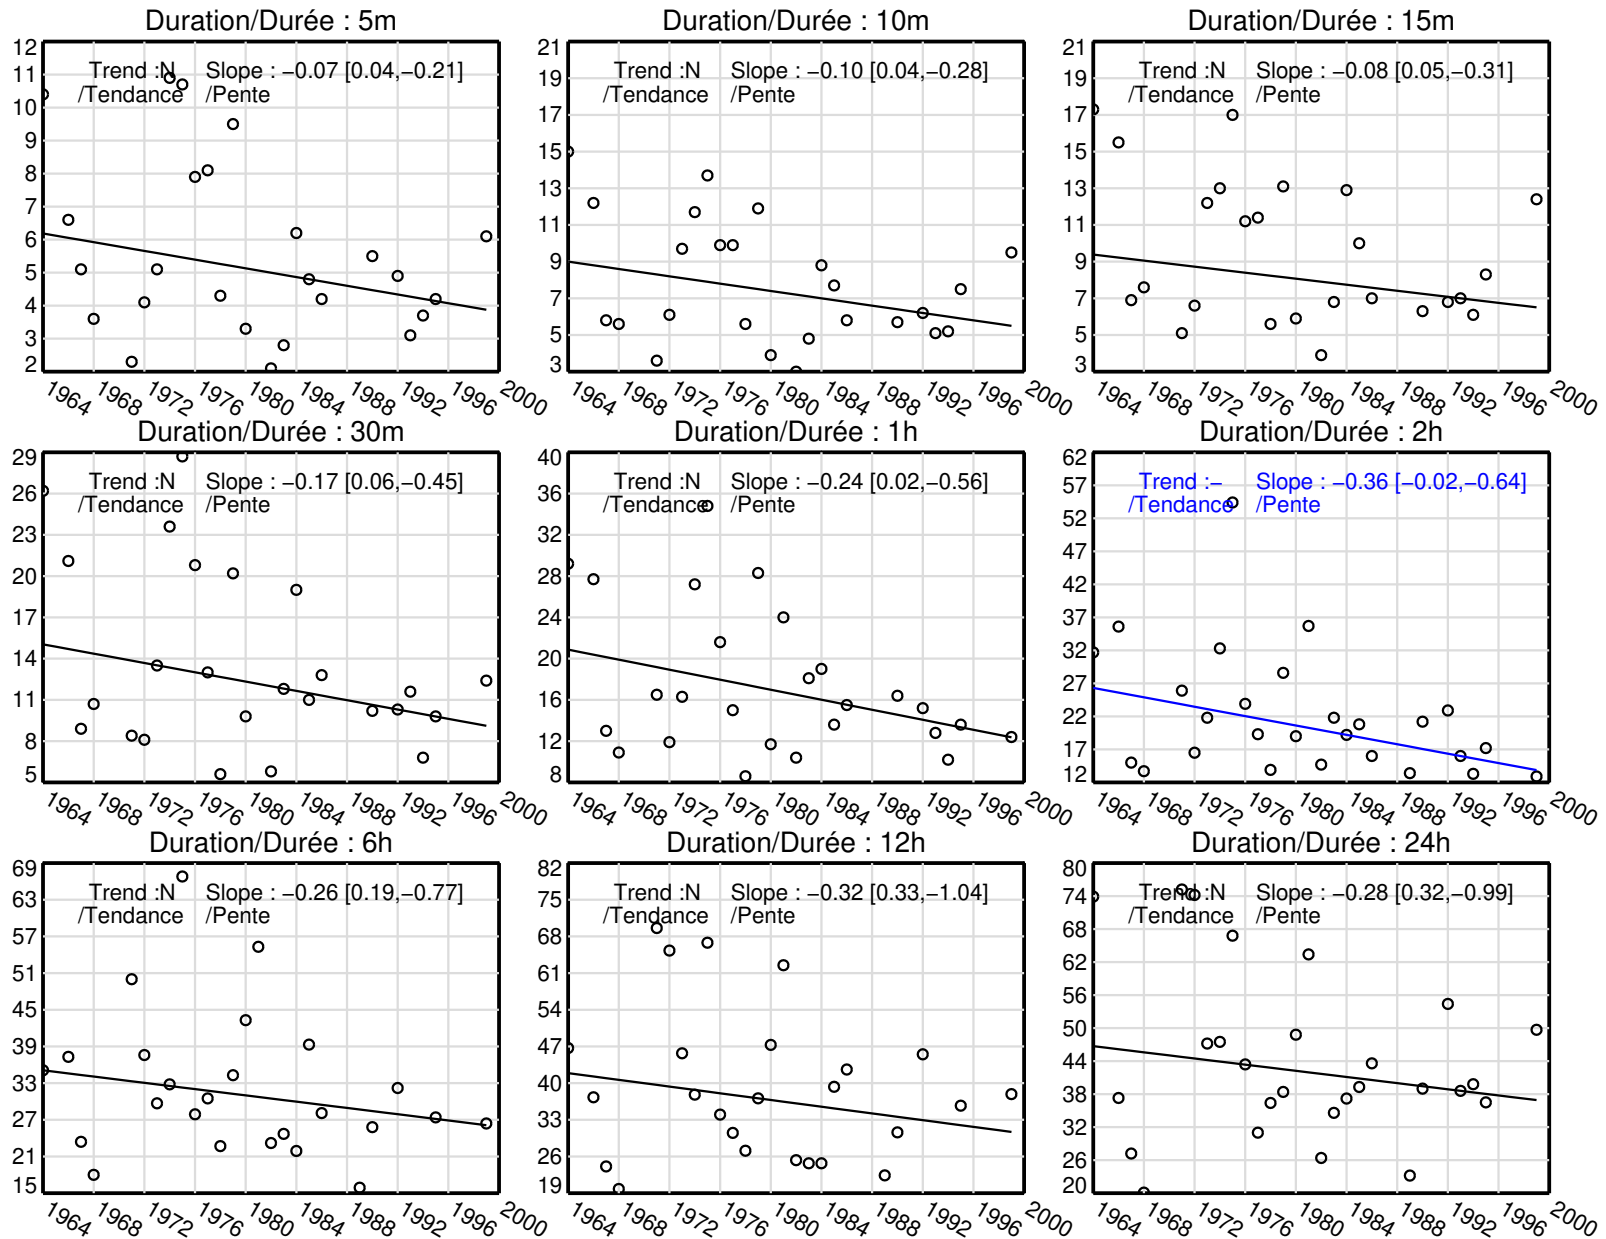 Duration/Durée : 5m
Trend :N Slope : −0.07 [0.04,−0.21]
/Tendance /Pente
12
11
10
9
8
7
6
5
4
3
2
1964 1968 1972 1976 1980 1984 1988 1992 1996 2000
Duration/Durée : 10m
Trend :N Slope : −0.10 [0.04,−0.28]
/Tendance /Pente
21
19
17
15
13
11
9
7
5
3
1964 1968 1972 1976 1980 1984 1988 1992 1996 2000
Duration/Durée : 15m
Trend :N Slope : −0.08 [0.05,−0.31]
/Tendance /Pente
21
19
17
15
13
11
9
7
5
3
1964 1968 1972 1976 1980 1984 1988 1992 1996 2000
Duration/Durée : 30m
Trend :N Slope : −0.17 [0.06,−0.45]
/Tendance /Pente
29
26
23
20
17
14
11
8
5
1964 1968 1972 1976 1980 1984 1988 1992 1996 2000
Duration/Durée : 1h
Trend :N Slope : −0.24 [0.02,−0.56]
/Tendance /Pente
40
36
32
28
24
20
16
12
8
1964 1968 1972 1976 1980 1984 1988 1992 1996 2000
Duration/Durée : 2h
Trend :− Slope : −0.36 [−0.02,−0.64]
/Tendance /Pente
62
57
52
47
42
37
32
27
22
17
12
1964 1968 1972 1976 1980 1984 1988 1992 1996 2000
Duration/Durée : 6h
Trend :N Slope : −0.26 [0.19,−0.77]
/Tendance /Pente
69
63
57
51
45
39
33
27
21
15
1964 1968 1972 1976 1980 1984 1988 1992 1996 2000
Duration/Durée : 12h
Trend :N Slope : −0.32 [0.33,−1.04]
/Tendance /Pente
82
75
68
61
54
47
40
33
26
19
1964 1968 1972 1976 1980 1984 1988 1992 1996 2000
Duration/Durée : 24h
Trend :N Slope : −0.28 [0.32,−0.99]
/Tendance /Pente
80
74
68
62
56
50
44
38
32
26
20
1964 1968 1972 1976 1980 1984 1988 1992 1996 2000